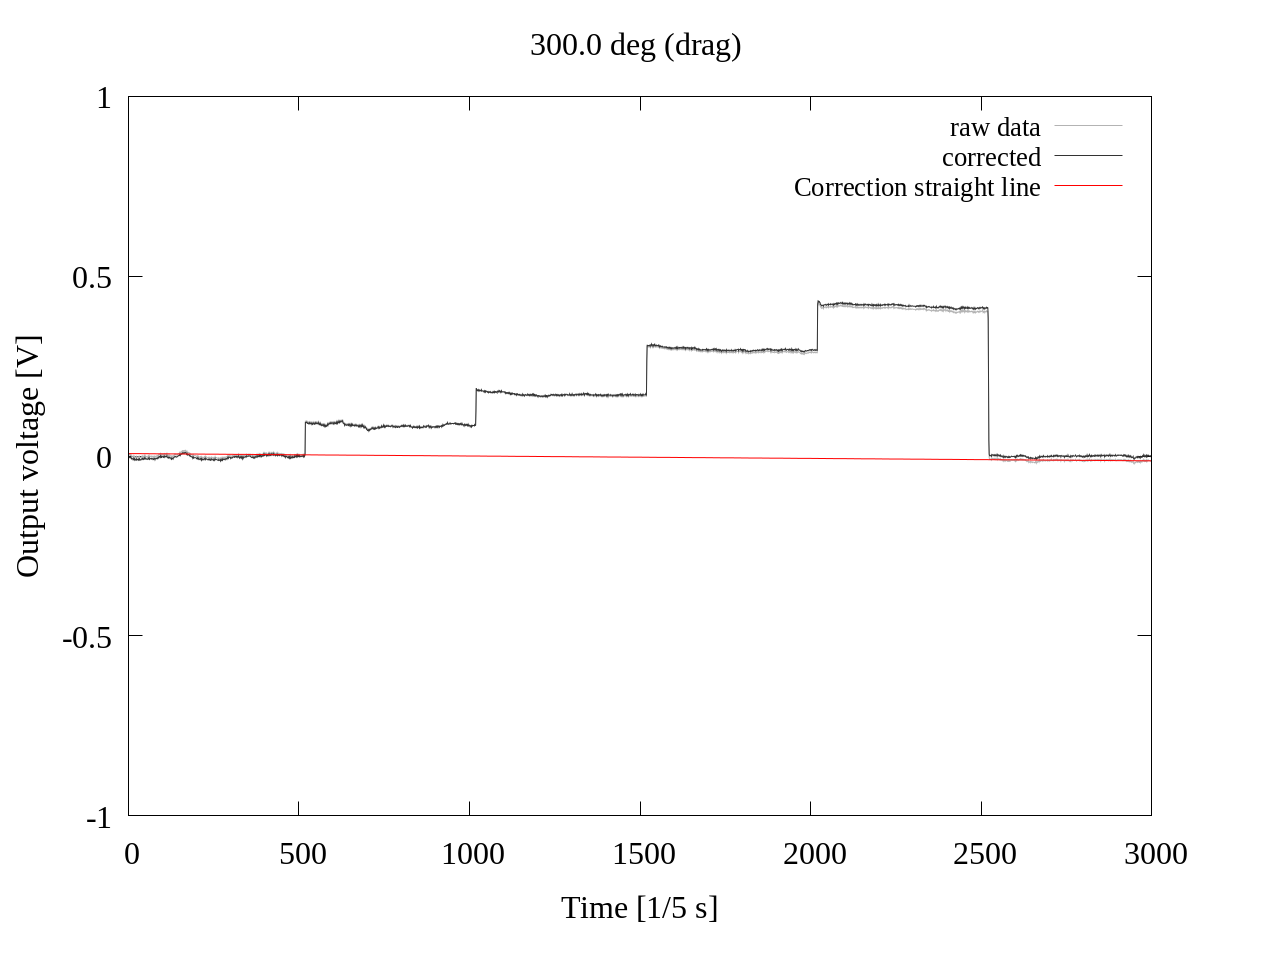 300.0 deg (drag)
raw data
corrected
Correction straight line
1
0.5
0
-0.5
-1
Output voltage [V]
0 500 1000 1500 2000 2500 3000
Time [1/5 s]